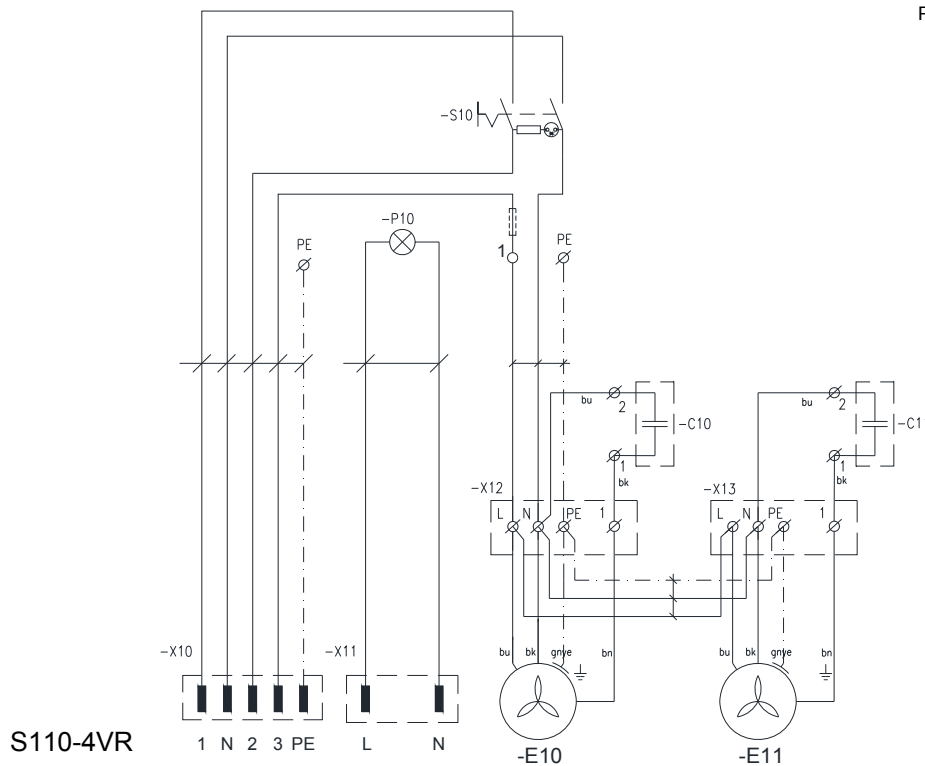 -S10
-P10
PE
1
PE
bu
2
-C10
bu
2
-C1
1
bk
1
bk
-X12
L N PE 1
-X13
L N PE 1
bu bk gnye bn
bu bk gnye bn
-X10
-X11
S110-4VR
1 N 2 3 PE
L N
-E10
-E11